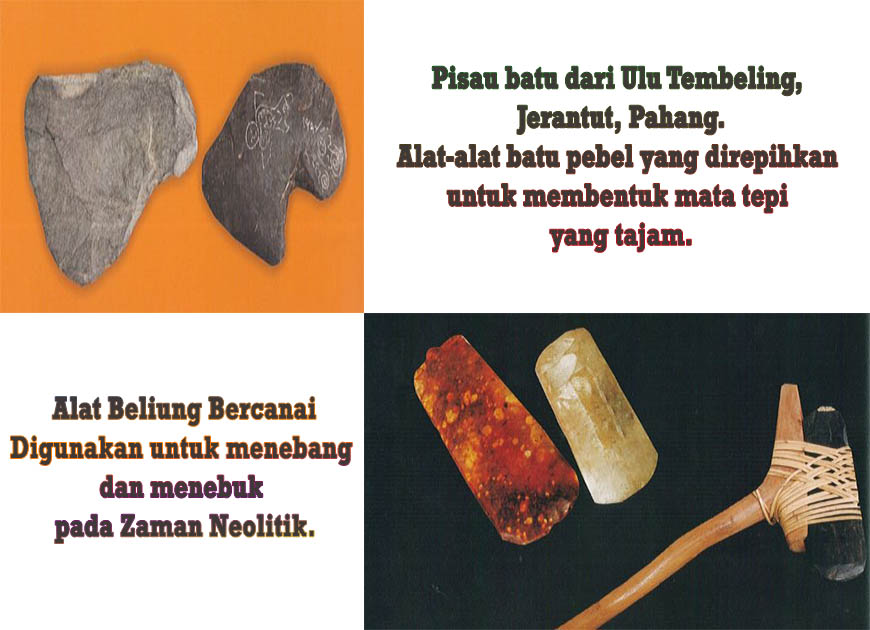 Pisau batu dari Ulu Tembeling,
Jerantut, Pahang.
Alat-alat batu pebel yang direpihkan
untuk membentuk mata tepi
yang tajam.
Alat Beliung Bercanai
Digunakan untuk menebang
dan menebuk
pada Zaman Neolitik.